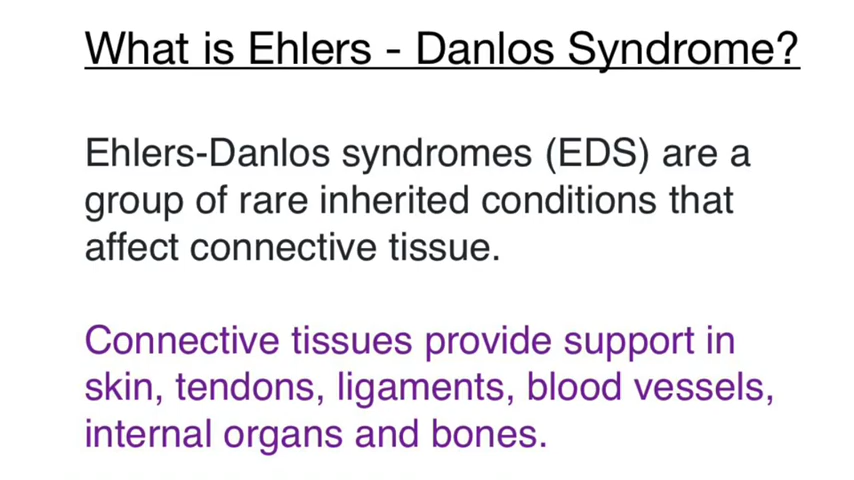 What is Ehlers - Danlos Syndrome?
Ehlers-Danlos syndromes (EDS) are a
group of rare inherited conditions that
affect connective tissue.
Connective tissues provide support in
skin, tendons, ligaments, blood vessels,
internal organs and bones.